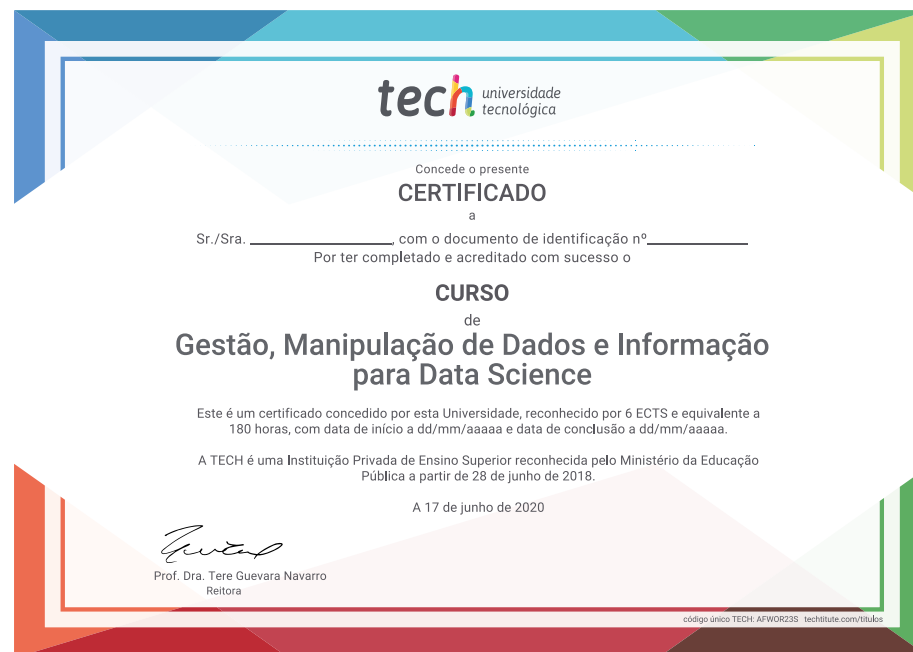 tech universidade
tecnológica
Concede o presente
CERTIFICADO
a
Sr./Sra. ____________, com o documento de identificação nº_________
Por ter completado e acreditado com sucesso o
CURSO
de
Gestão, Manipulação de Dados e Informação
para Data Science
Este é um certificado concedido por esta Universidade, reconhecido por 6 ECTS e equivalente a
180 horas, com data de início a dd/mm/aaaaa e data de conclusão a dd/mm/aaaaa.
A TECH é uma Instituição Privada de Ensino Superior reconhecida pelo Ministério da Educação
Pública a partir de 28 de junho de 2018.
A 17 de junho de 2020
Prof. Dra. Tere Guevara Navarro
Reitora
código único TECH: AFWOR23S techtitute.com/titulos